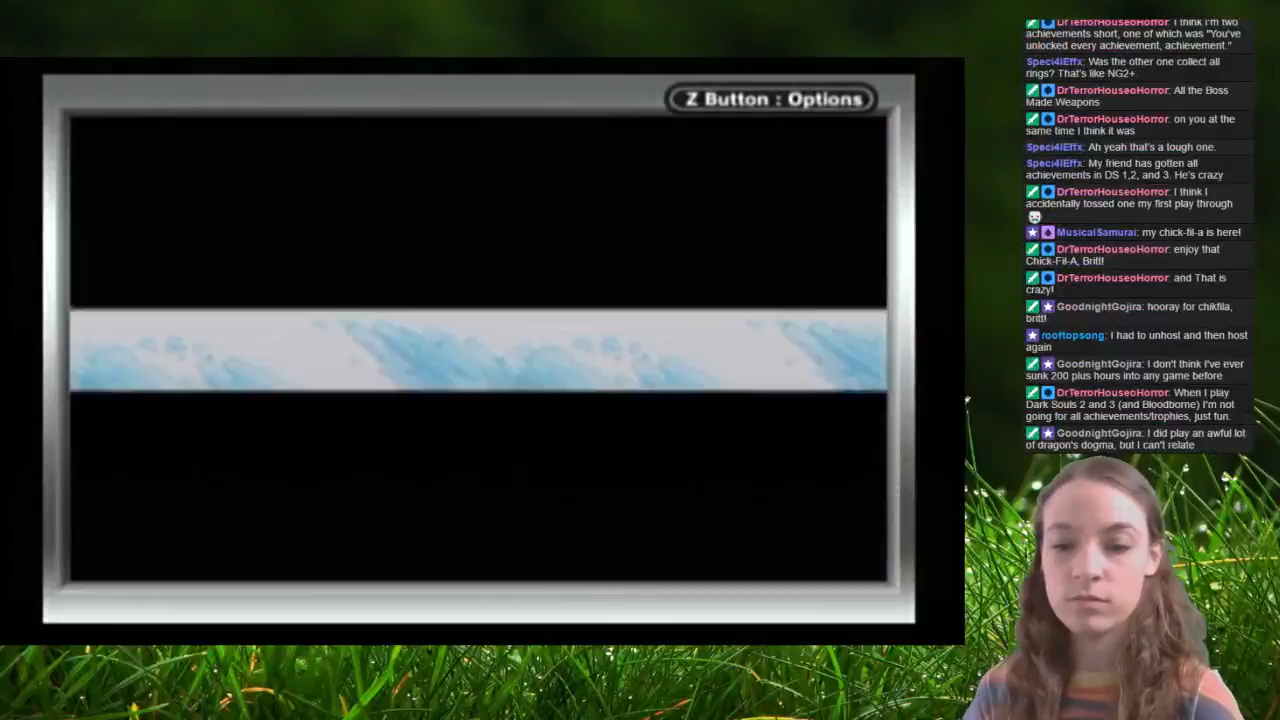 Z Button : Options
DrTerrorHouseoHorror: I think I'm two
achievements short, one of which was "You've
unlocked every achievement, achievement."
Speci4lEffx: Was the other one collect all
rings? That's like NG2+
DrTerrorHouseoHorror: All the Boss
Made Weapons
DrTerrorHouseoHorror: on you at the
same time I think it was
Speci4lEffx: Ah yeah that's a tough one.
Speci4lEffx: My friend has gotten all
achievements in DS 1,2, and 3. He's crazy
DrTerrorHouseoHorror: I think I
accidentally tossed one my first play through
MusicalSamurai: my chick-fil-a is here!
DrTerrorHouseoHorror: enjoy that
Chick-Fil-A, Britt!
DrTerrorHouseoHorror: and That is
crazy!
GoodnightGojira: hooray for chikfila,
britt!
rooftopsong: I had to unhost and then host
again
GoodnightGojira: I don't think I've ever
sunk 200 plus hours into any game before
DrTerrorHouseoHorror: When I play
Dark Souls 2 and 3 (and Bloodborne) I'm not
going for all achievements/trophies, just fun.
GoodnightGojira: I did play an awful lot
of dragon's dogma, but I can't relate